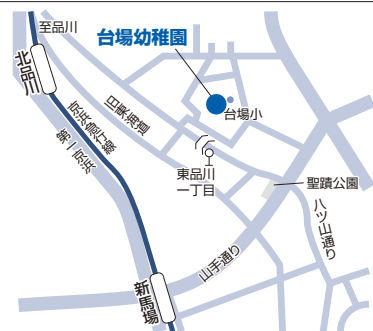 至品川
台場幼稚園
北品川
台場小
旧東海道
京浜急行線
第一京浜
東品川
一丁目
聖蹟公園
八ツ山通り
山手通り
新馬場